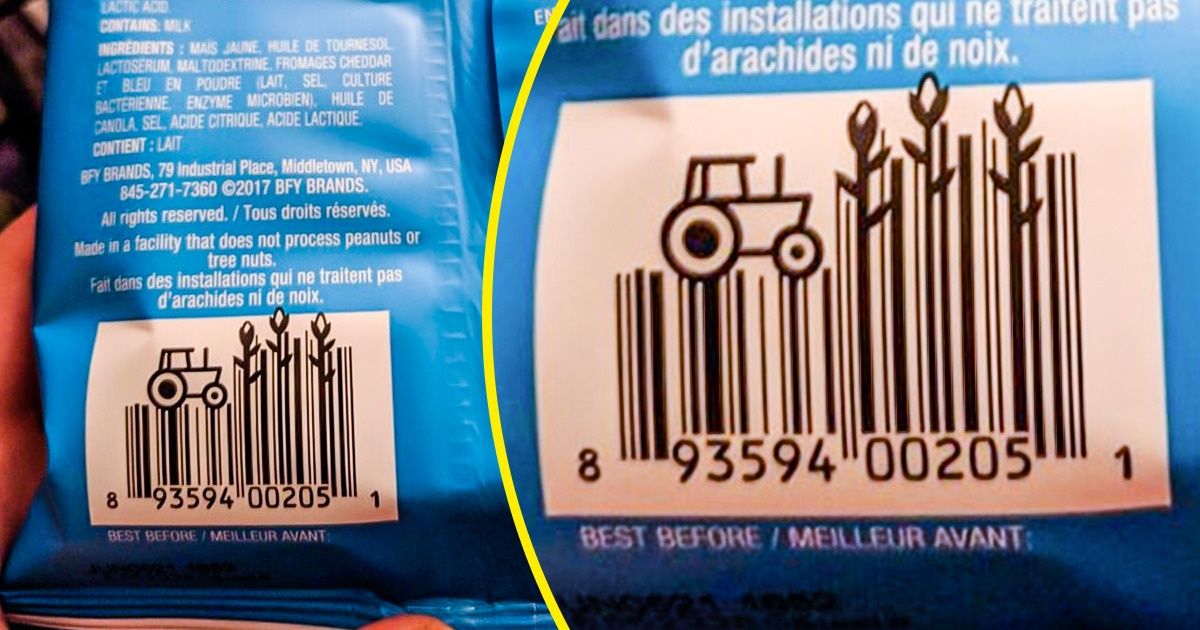 LACTIC ACID.
CONTAINS: MILK
INGRÉDIENTS : MAÏS JAUNE, HUILE DE TOURNESOL,
LACTOSÉRUM, MALTODEXTRINE, FROMAGES CHEDDAR
ET BLEU EN POUDRE (LAIT, SEL, CULTURE
BACTÉRIENNE, ENZYME MICROBIEN), HUILE DE
CANOLA, SEL, ACIDE CITRIQUE, ACIDE LACTIQUE.
CONTIENT : LAIT
BFY BRANDS, 79 Industrial Place, Middletown, NY, USA
845-271-7360 ©2017 BFY BRANDS.
All rights reserved. / Tous droits réservés.
Made in a facility that does not process peanuts or
tree nuts.
Fait dans des installations qui ne traitent pas
d'arachides ni de noix.
8 93594 00205 1
BEST BEFORE / MEILLEUR AVANT:
EN
Fait dans des installations qui ne traitent pas
d'arachides ni de noix.
8 93594 00205 1
BEST BEFORE / MEILLEUR AVANT: